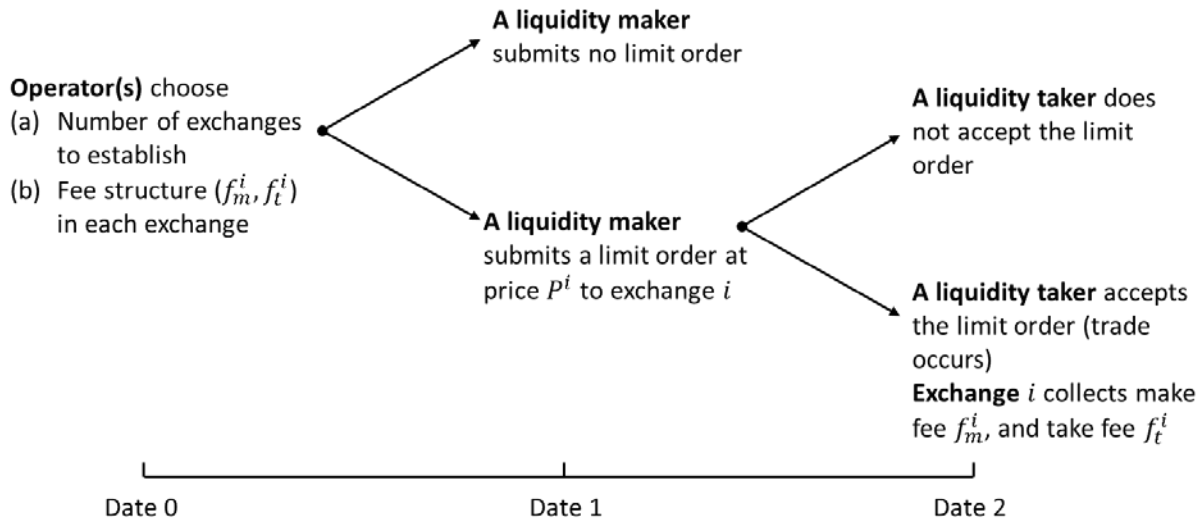 Operator(s) choose
(a) Number of exchanges
to establish
(b) Fee structure ($f_m^i, f_t^i$)
in each exchange
A liquidity maker
submits no limit order
A liquidity maker
submits a limit order at
price $P^i$ to exchange $i$
A liquidity taker does
not accept the limit
order
A liquidity taker accepts
the limit order (trade
occurs)
Exchange $i$ collects make
fee $f_m^i$, and take fee $f_t^i$
Date 0
Date 1
Date 2